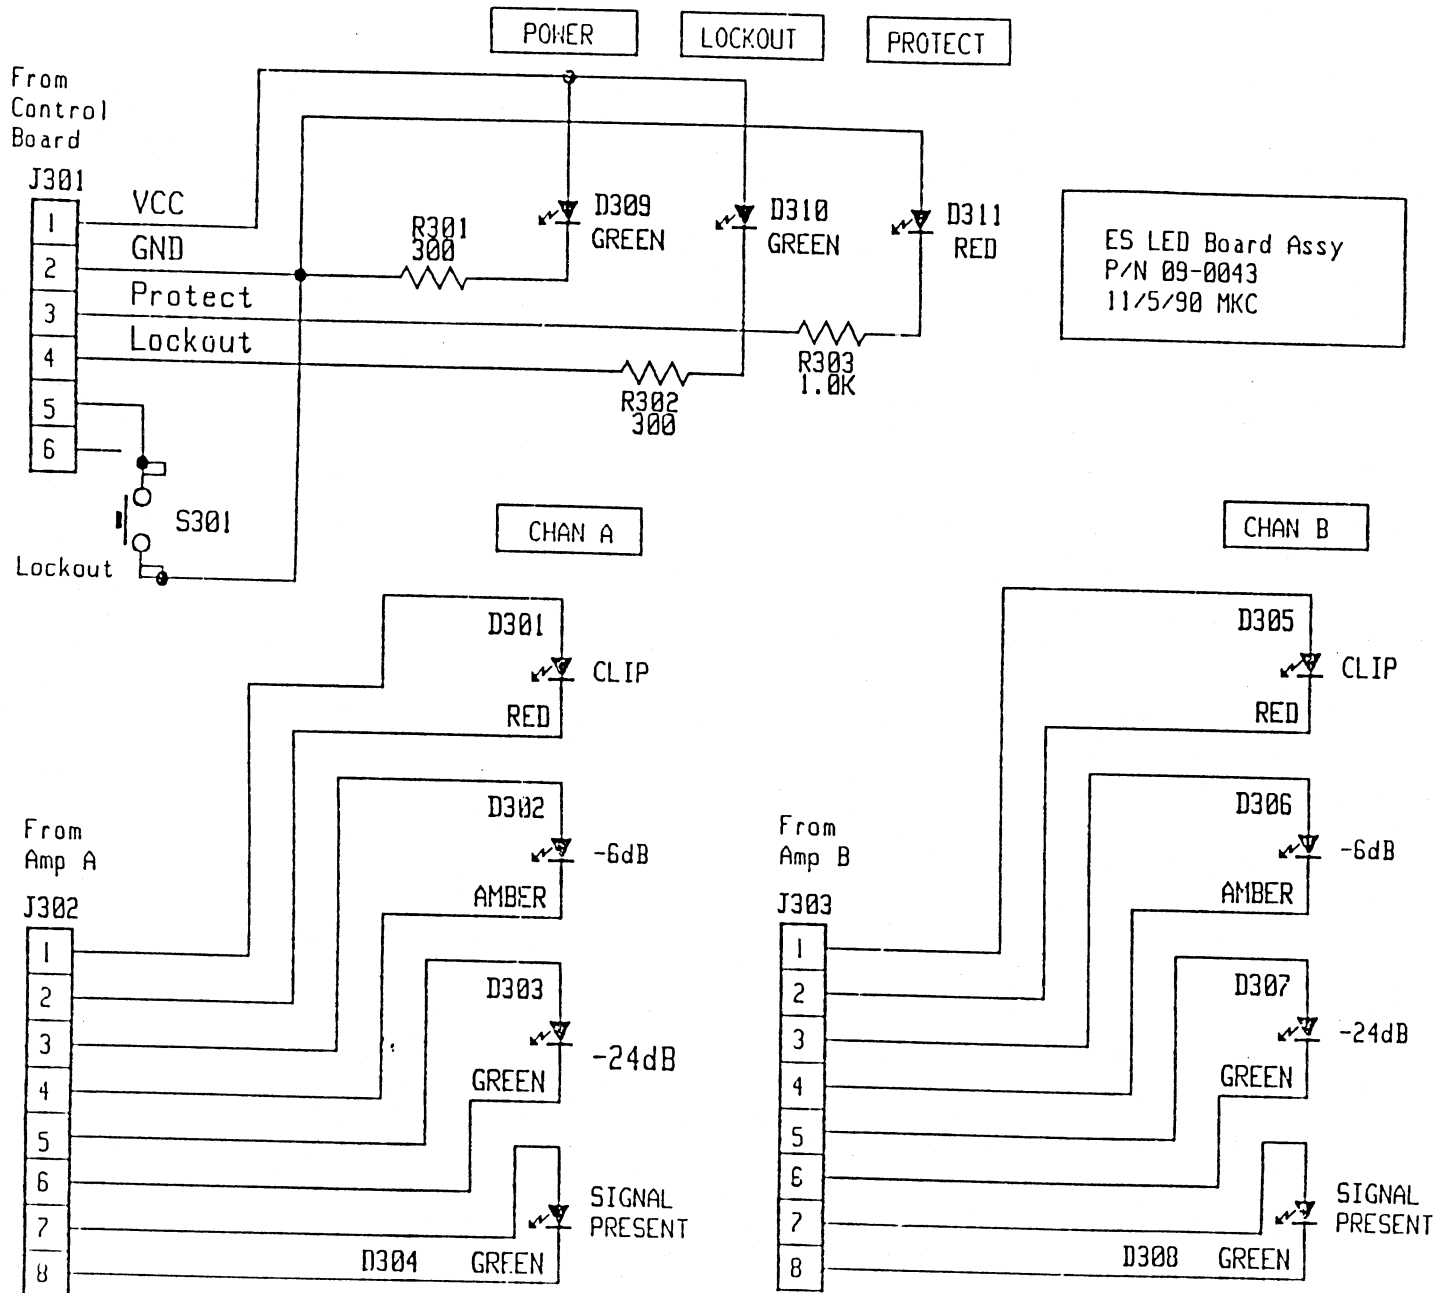 POWER
LOCKOUT
PROTECT
From
Control
Board
J301
1
2
3
4
5
6
VCC
GND
Protect
Lockout
R301
300
D309
GREEN
D310
GREEN
D311
RED
R303
1.0K
R302
300
ES LED Board Assy
P/N 09-0043
11/5/90 MKC
S301
Lockout
CHAN A
D301
CLIP
RED
D302
-6dB
AMBER
D303
-24dB
GREEN
SIGNAL
PRESENT
D304
GREEN
From
Amp A
J302
1
2
3
4
5
6
7
8
CHAN B
D305
CLIP
RED
D306
-6dB
AMBER
D307
-24dB
GREEN
SIGNAL
PRESENT
D308
GREEN
From
Amp B
J303
1
2
3
4
5
6
7
8